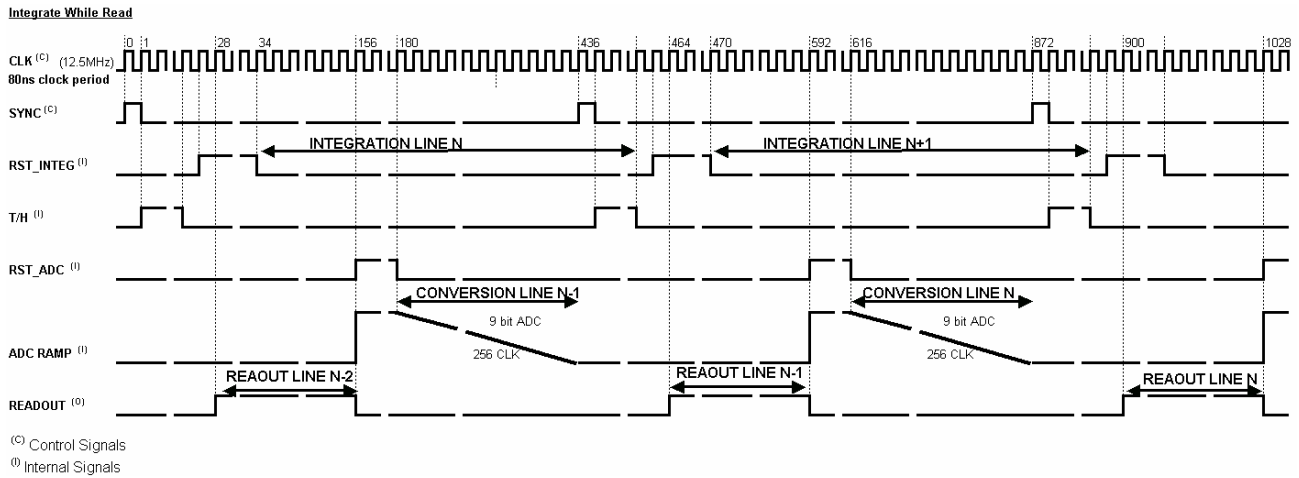 Integrate While Read
0 1 28 34 156 180 436 464 470 592 616 872 900 1028
CLK (C) (12.5MHz)
80ns clock period
SYNC (C)
RST_INTEG (I) INTEGRATION LINE N INTEGRATION LINE N+1
T/H (I)
RST_ADC (I)
CONVERSION LINE N-1 CONVERSION LINE N
9 bit ADC 9 bit ADC
ADC RAMP (I) 256 CLK 256 CLK
REAOUT LINE N-2 REAOUT LINE N-1 REAOUT LINE N
READOUT (O)
(C) Control Signals
(I) Internal Signals